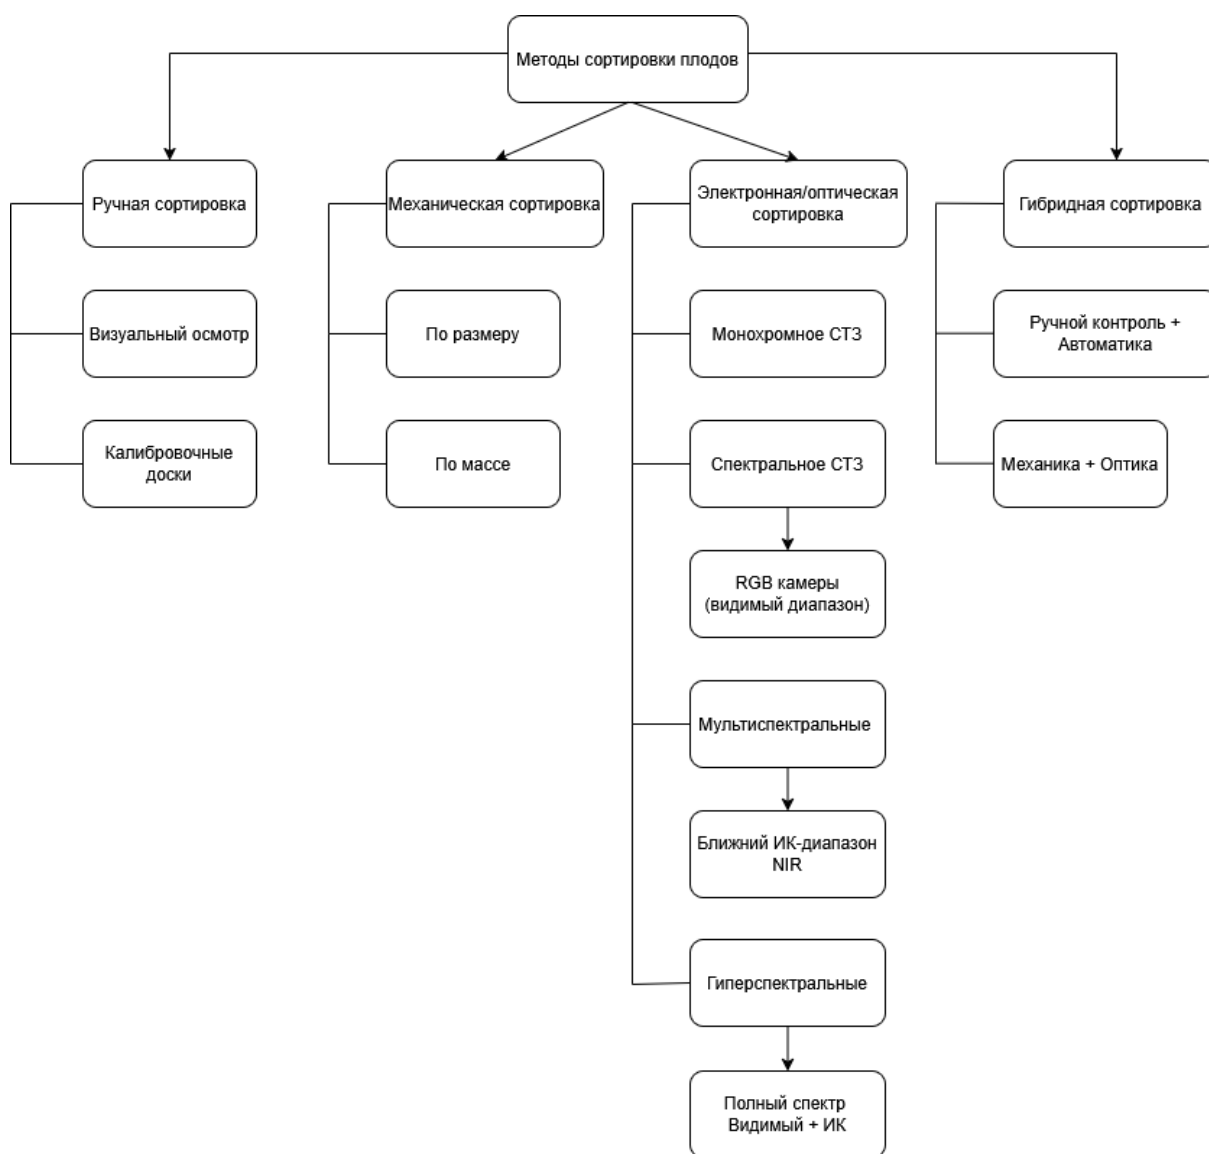 Методы сортировки плодов
Ручная сортировка
Механическая сортировка
Электронная/оптическая
сортировка
Гибридная сортировка
Визуальный осмотр
По размеру
Монохромное СТЗ
Ручной контроль +
Автоматика
Калибровочные
доски
По массе
Спектральное СТЗ
Механика + Оптика
RGB камеры
(видимый диапазон)
Мультиспектральные
Ближний ИК-диапазон
NIR
Гиперспектральные
Полный спектр
Видимый + ИК